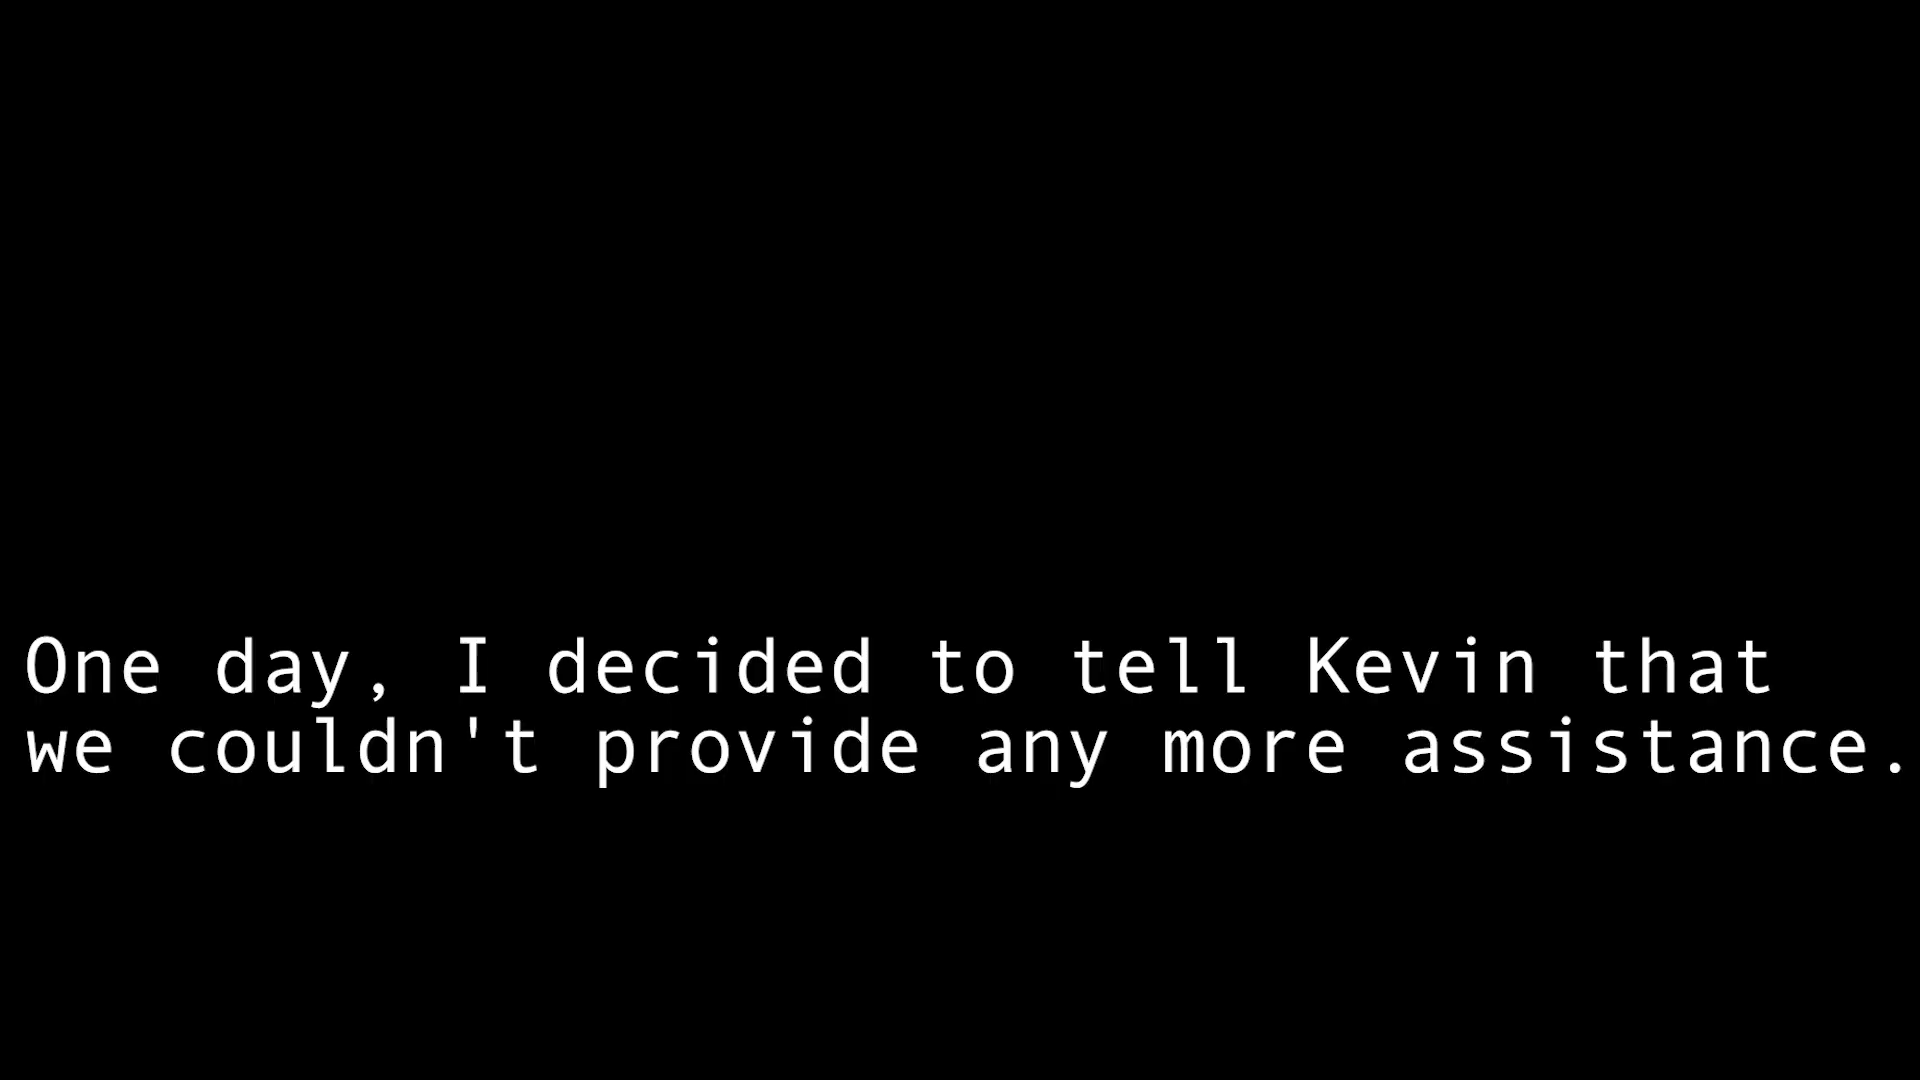 One day, I decided to tell Kevin that
we couldn't provide any more assistance.